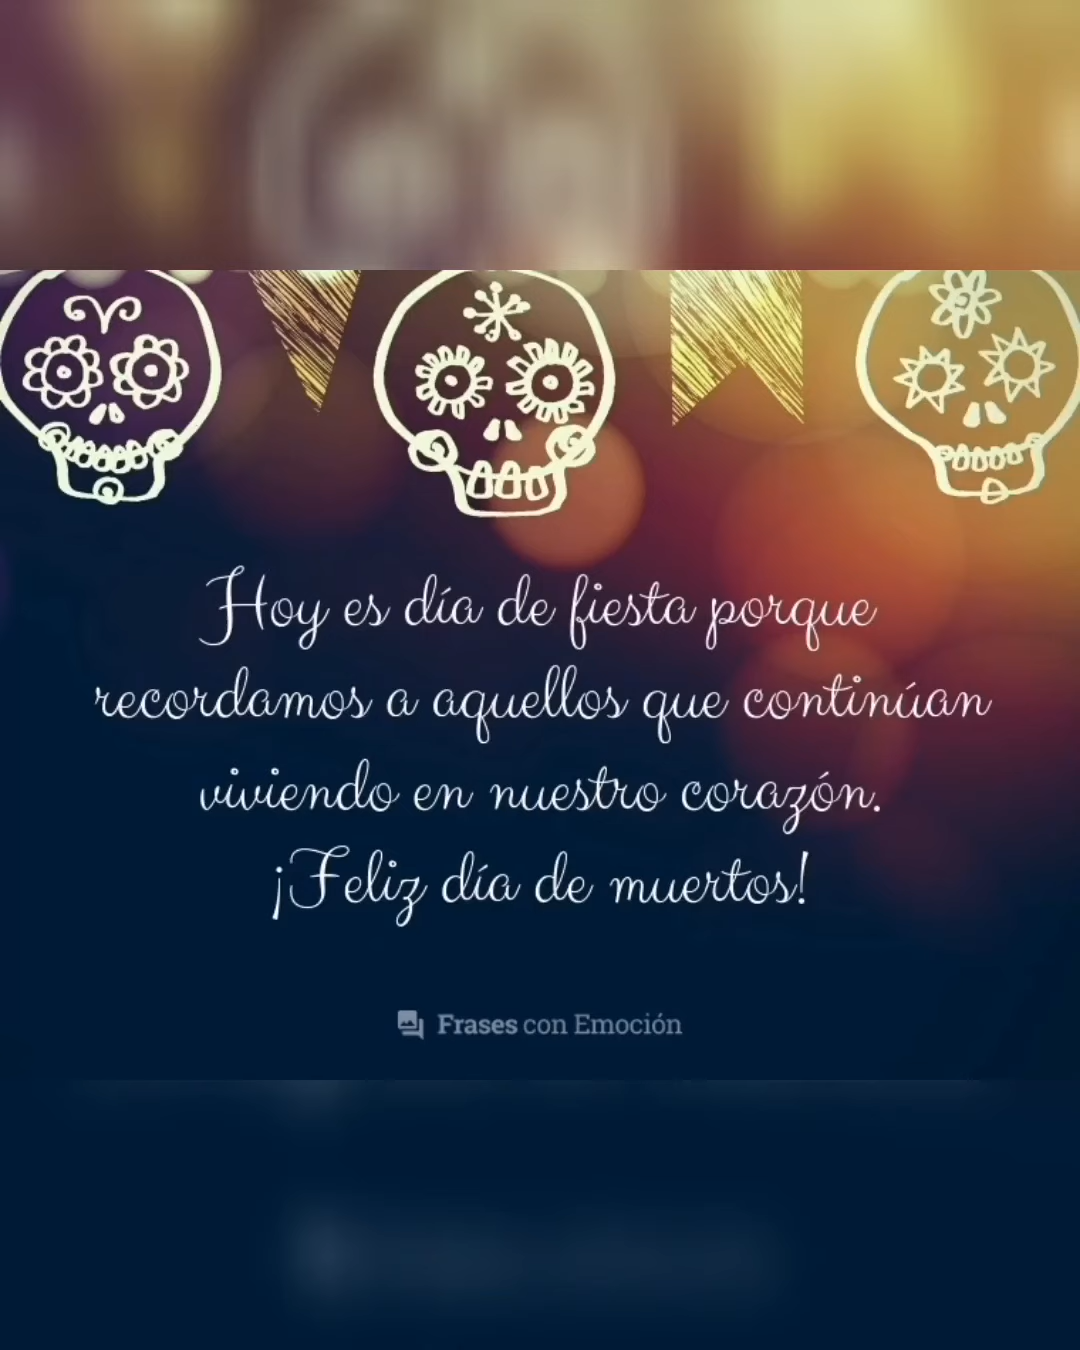 Hoy es día de fiesta porque
recordamos a aquellos que continúan
viviendo en nuestro corazón.
¡Feliz día de muertos!
Frases con Emoción